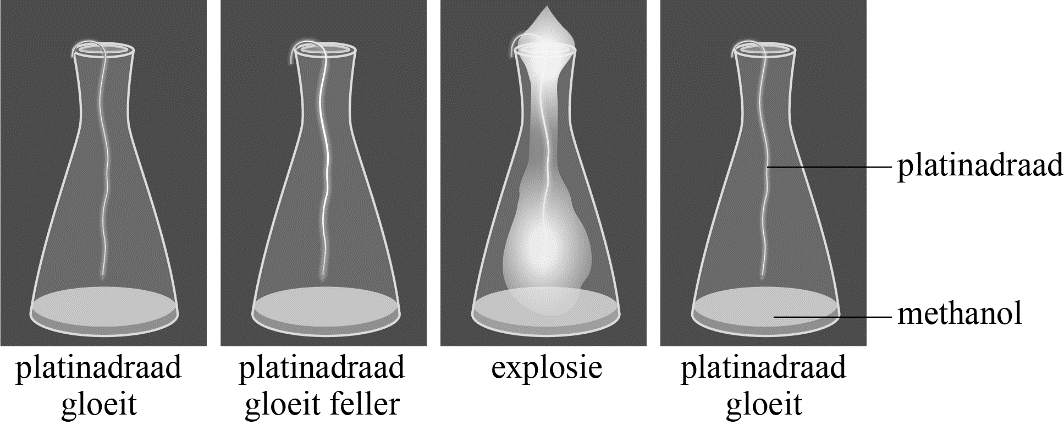 platinadraad
methanol
platinadraad
gloeit
platinadraad
gloeit feller
explosie
platinadraad
gloeit